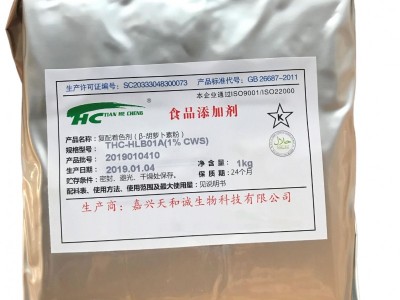 生产许可证编号: SC20333048300073 产品标准代号: GB 26687-2011
本企业通过ISO9001/ISO22000
HC TIAN HE CHENG
食品添加剂
K
产品名称: 复配着色剂 (β-胡萝卜素粉)
规格型号: THC-HLB01A(1% CWS)
产品批号: 2019010410
生产日期: 2019.01.04 净含量: 1kg
贮存条件: 密封、避光、干燥处保存。 保质期: 24个月
配料表、使用方法、使用范围及最大使用量: 见说明书
HALAL
生产商: 嘉兴天和诚生物科技有限公司